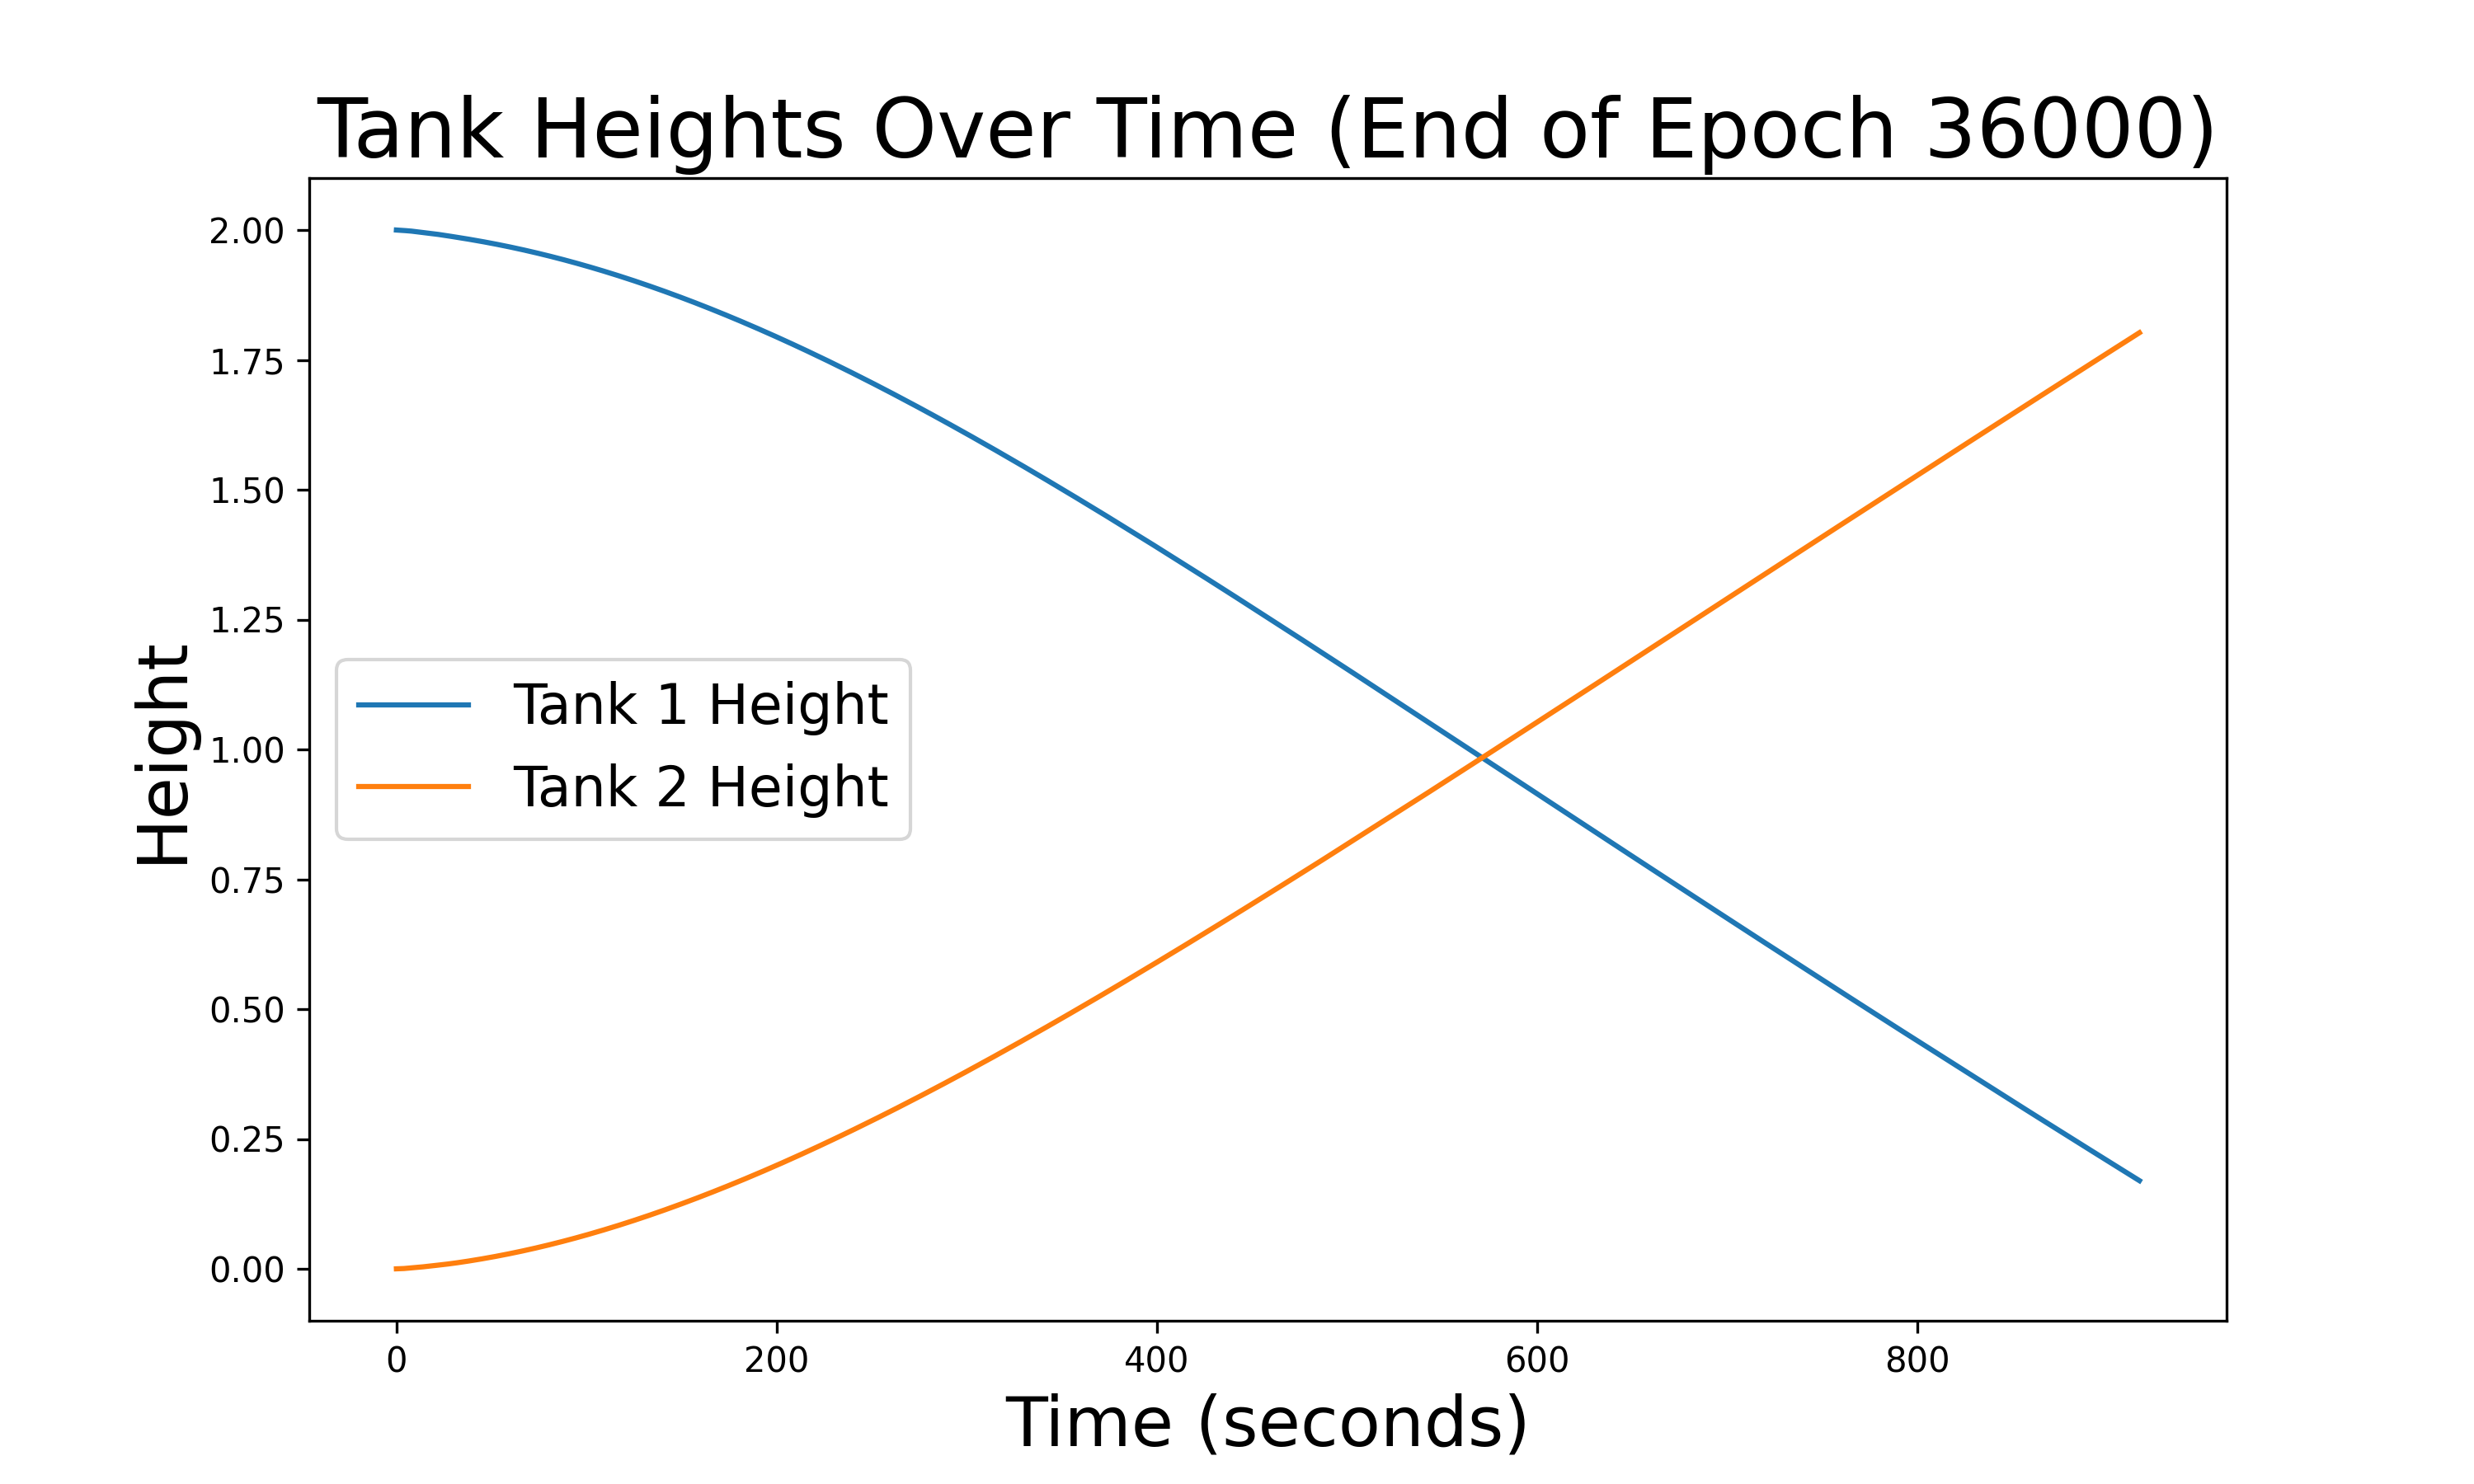 Tank Heights Over Time (End of Epoch 36000)
2.00
1.75
1.50
1.25
1.00
0.75
0.50
0.25
0.00
Height
Tank 1 Height
Tank 2 Height
0 200 400 600 800
Time (seconds)